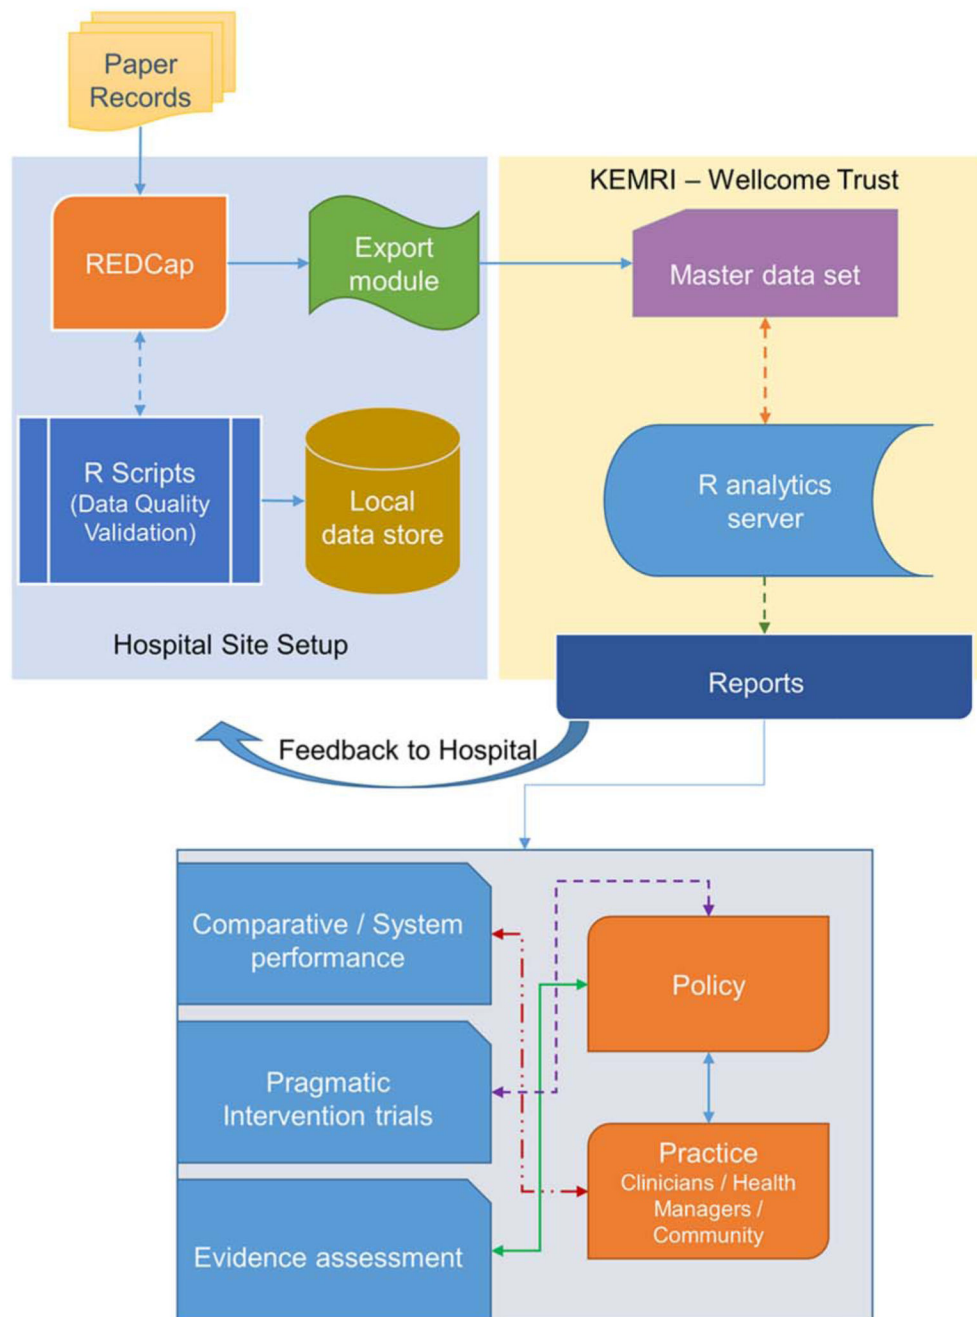 Paper
Records
KEMRI – Wellcome Trust
REDCap
Export
module
Master data set
R Scripts
(Data Quality
Validation)
Local
data store
R analytics
server
Hospital Site Setup
Reports
Feedback to Hospital
Comparative / System
performance
Policy
Pragmatic
Intervention trials
Practice
Clinicians / Health
Managers /
Community
Evidence assessment